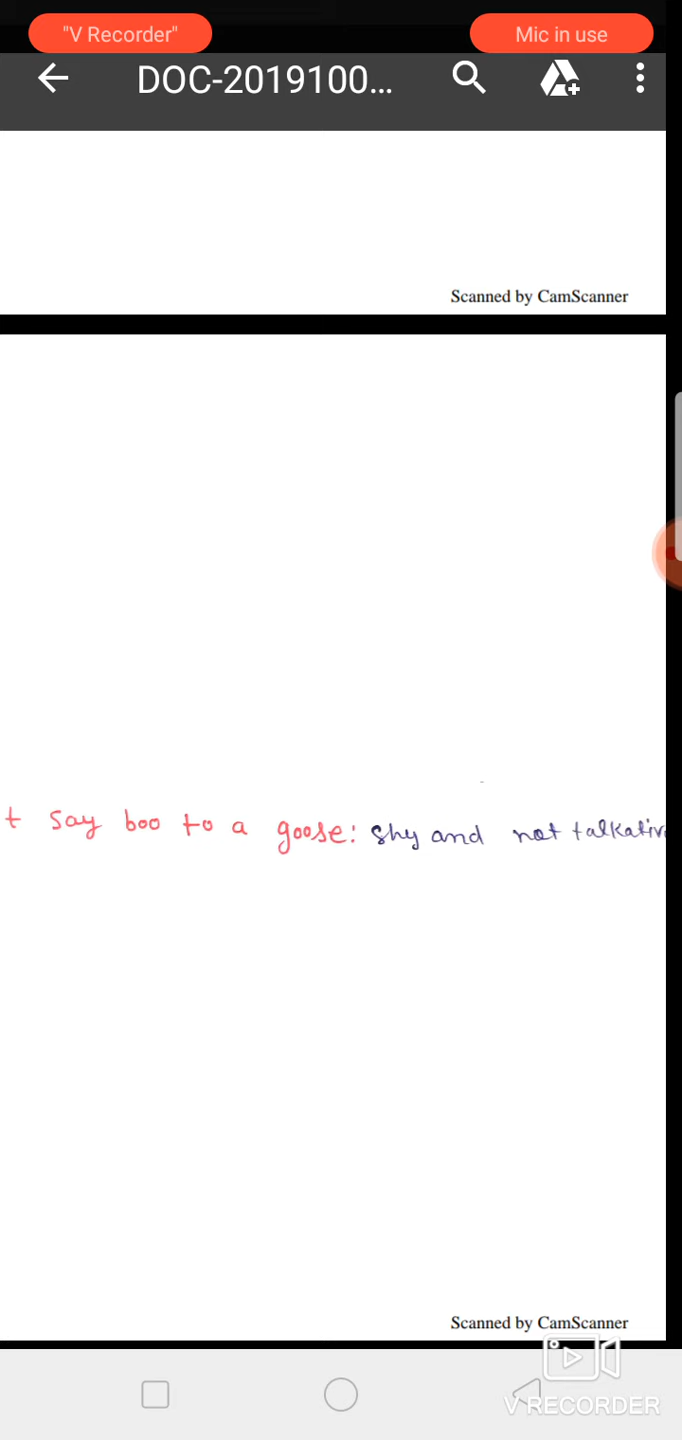 "V Recorder"
Mic in use
DOC-2019100...
Scanned by CamScanner
t say boo to a goose: shy and not talkativ
Scanned by CamScanner
V RECORDER